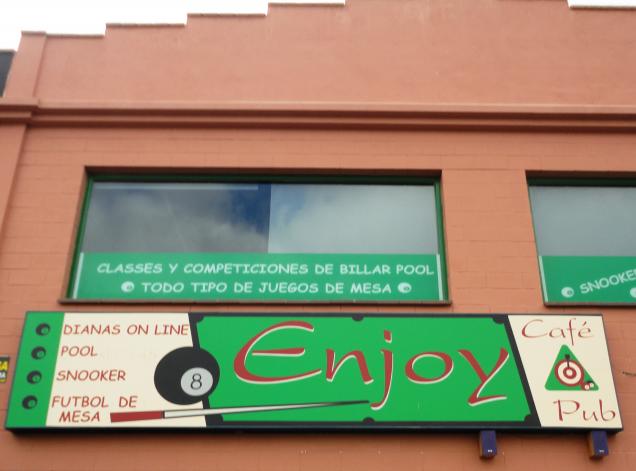 CLASSES Y COMPETICIONES DE BILLAR POOL
TODO TIPO DE JUEGOS DE MESA
SNOOKER
DIANAS ON LINE
POOL
SNOOKER
FUTBOL DE
MESA
8
Enjoy
Café
Pub